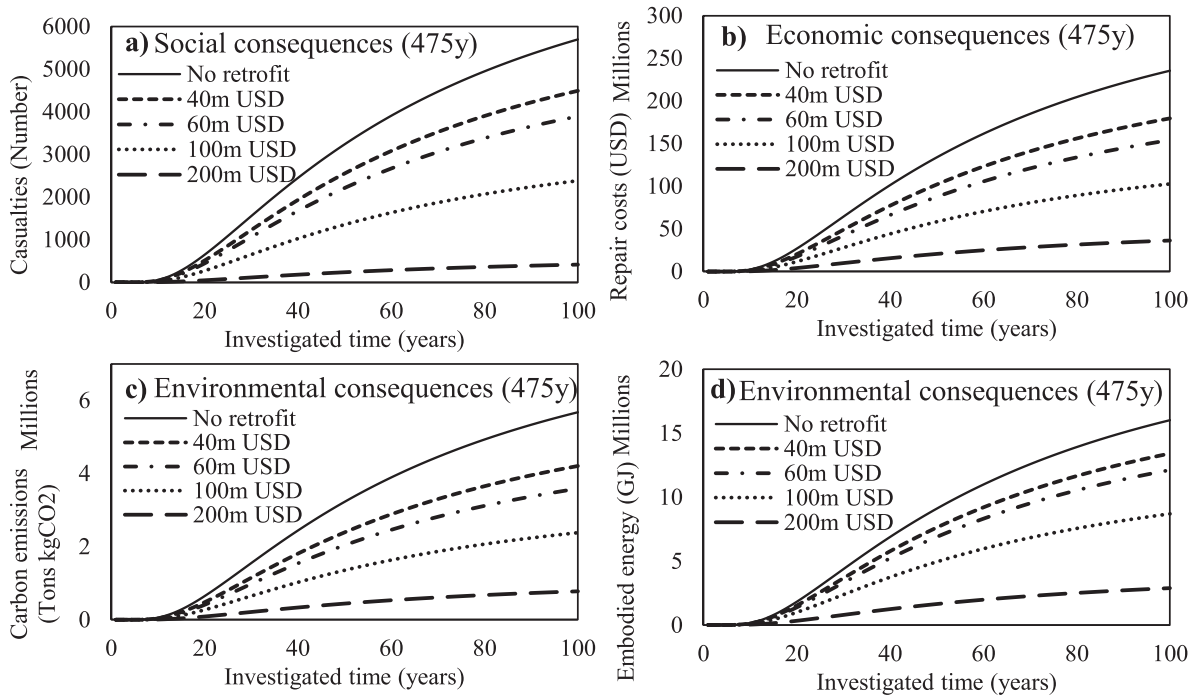 a) Social consequences (475y)
No retrofit
40m USD
60m USD
100m USD
200m USD
6000
5000
4000
3000
2000
1000
0
0 20 40 60 80 100
Casualties (Number)
Investigated time (years)
b) Economic consequences (475y)
No retrofit
40m USD
60m USD
100m USD
200m USD
300
250
200
150
100
50
0
0 20 40 60 80 100
Repair costs (USD) Millions
Investigated time (years)
c) Environmental consequences (475y)
No retrofit
40m USD
60m USD
100m USD
200m USD
6
4
2
0
0 20 40 60 80 100
Millions
Carbon emissions
(Tons kgCO2)
Investigated time (years)
d) Environmental consequences (475y)
No retrofit
40m USD
60m USD
100m USD
200m USD
20
15
10
5
0
0 20 40 60 80 100
Embodied energy (GJ) Millions
Investigated time (years)